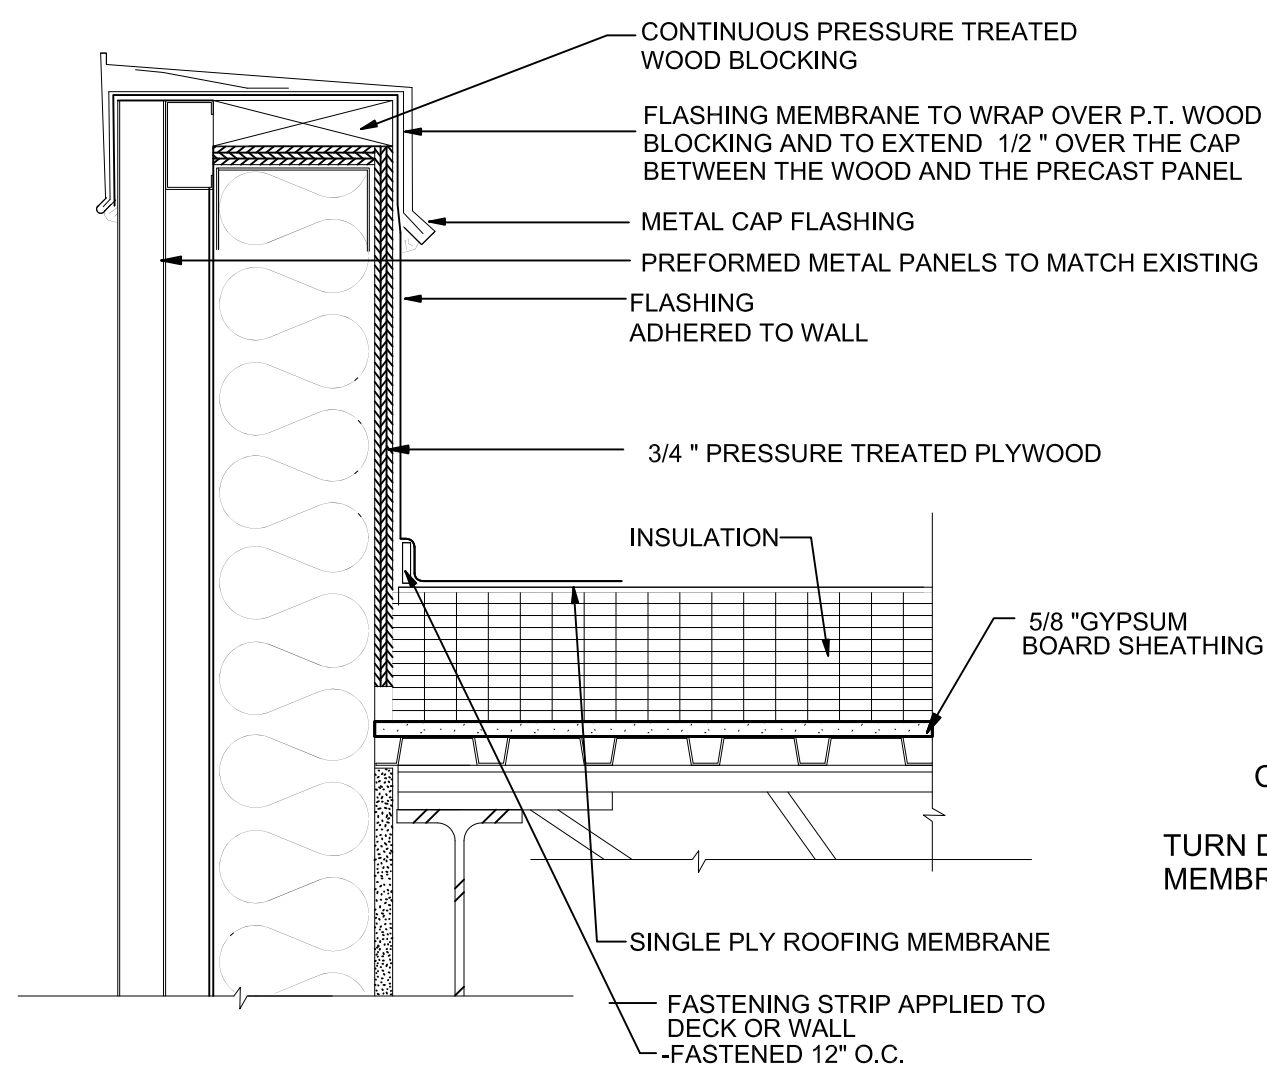 CONTINUOUS PRESSURE TREATED
WOOD BLOCKING
FLASHING MEMBRANE TO WRAP OVER P.T. WOOD
BLOCKING AND TO EXTEND 1/2 " OVER THE CAP
BETWEEN THE WOOD AND THE PRECAST PANEL
METAL CAP FLASHING
PREFORMED METAL PANELS TO MATCH EXISTING
FLASHING
ADHERED TO WALL
3/4 " PRESSURE TREATED PLYWOOD
INSULATION
5/8 "GYPSUM
BOARD SHEATHING
TURN
SINGLE PLY ROOFING MEMBRANE
FASTENING STRIP APPLIED TO
DECK OR WALL
-FASTENED 12" O.C.